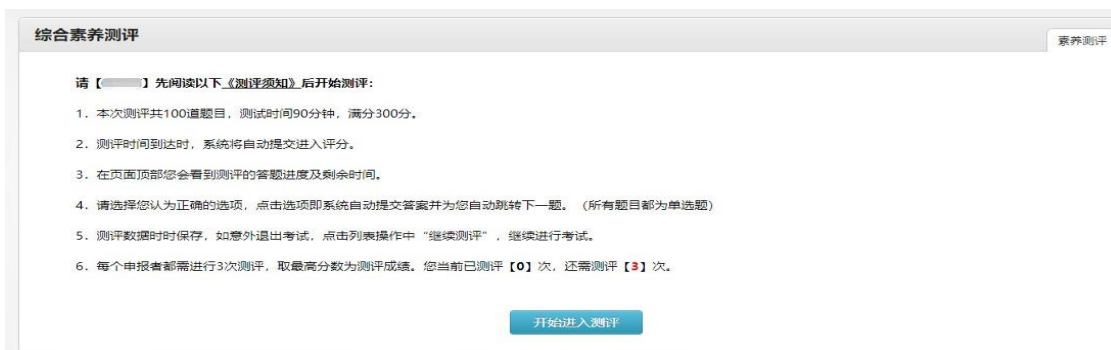 综合素养测评
素养测评
请【】先阅读以下《测评须知》后开始测评：
1. 本次测评共100道题目，测试时间90分钟，满分300分。
2. 测评时间到达时，系统将自动提交进入评分。
3. 在页面顶部您会看到测评的答题进度及剩余时间。
4. 请选择您认为正确的选项，点击选项即系统自动提交答案并为您自动跳转下一题。（所有题目都为单选题）
5. 测评数据时时保存，如意外退出考试，点击列表操作中“继续测评”，继续进行考试。
6. 每个申报者都需进行3次测评，取最高分数为测评成绩。您当前已测评【0】次，还需测评【3】次。
开始进入测评